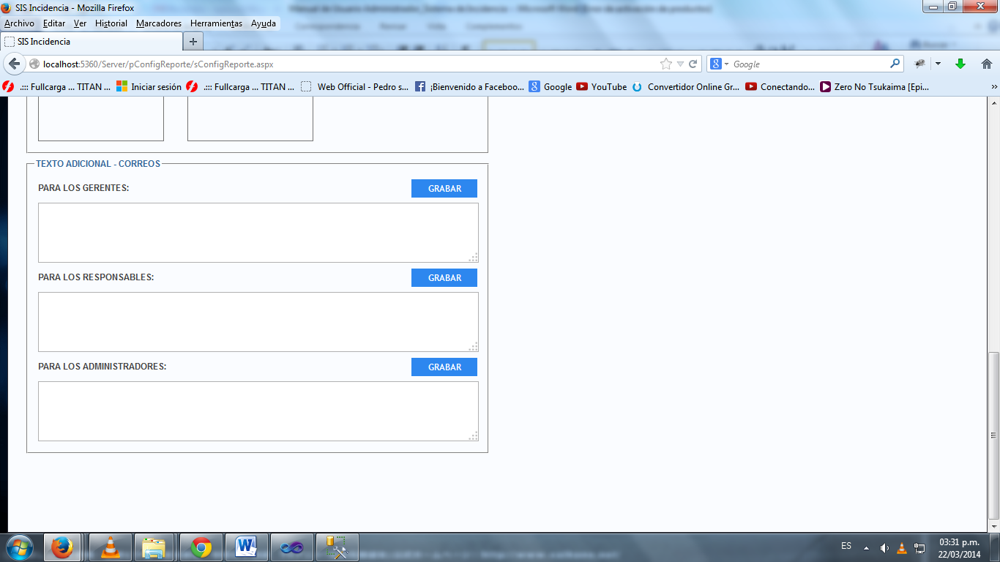 SIS Incidencia - Mozilla Firefox
Archivo Editar Ver Historial Marcadores Herramientas Ayuda
SIS Incidencia
localhost:5360/Server/pConfigReporte/sConfigReporte.aspx
Google
.::: Fullcarga ... TITAN ... Iniciar sesión .::: Fullcarga ... TITAN ... Web Official - Pedro s... ¡Bienvenido a Faceboo... Google YouTube Convertidor Online Gr... Conectando... Zero No Tsukaima [Epi...
TEXTO ADICIONAL - CORREOS
PARA LOS GERENTES: GRABAR
PARA LOS RESPONSABLES: GRABAR
PARA LOS ADMINISTRADORES: GRABAR
ES
03:31 p.m.
22/03/2014